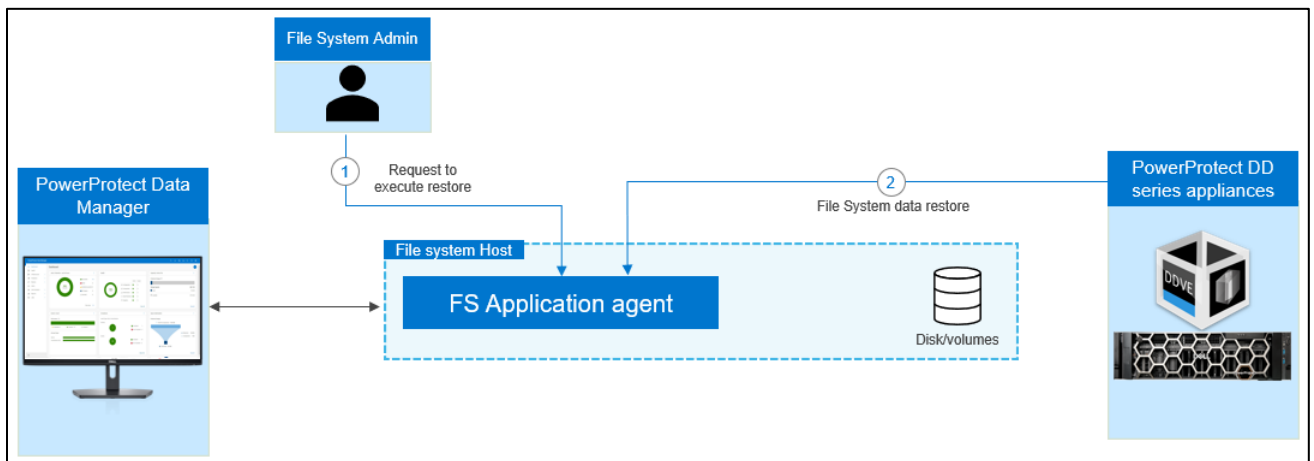 File System Admin
1
Request to
execute restore
PowerProtect Data
Manager
2
File System data restore
PowerProtect DD
series appliances
File system Host
FS Application agent
Disk/volumes
DDVE